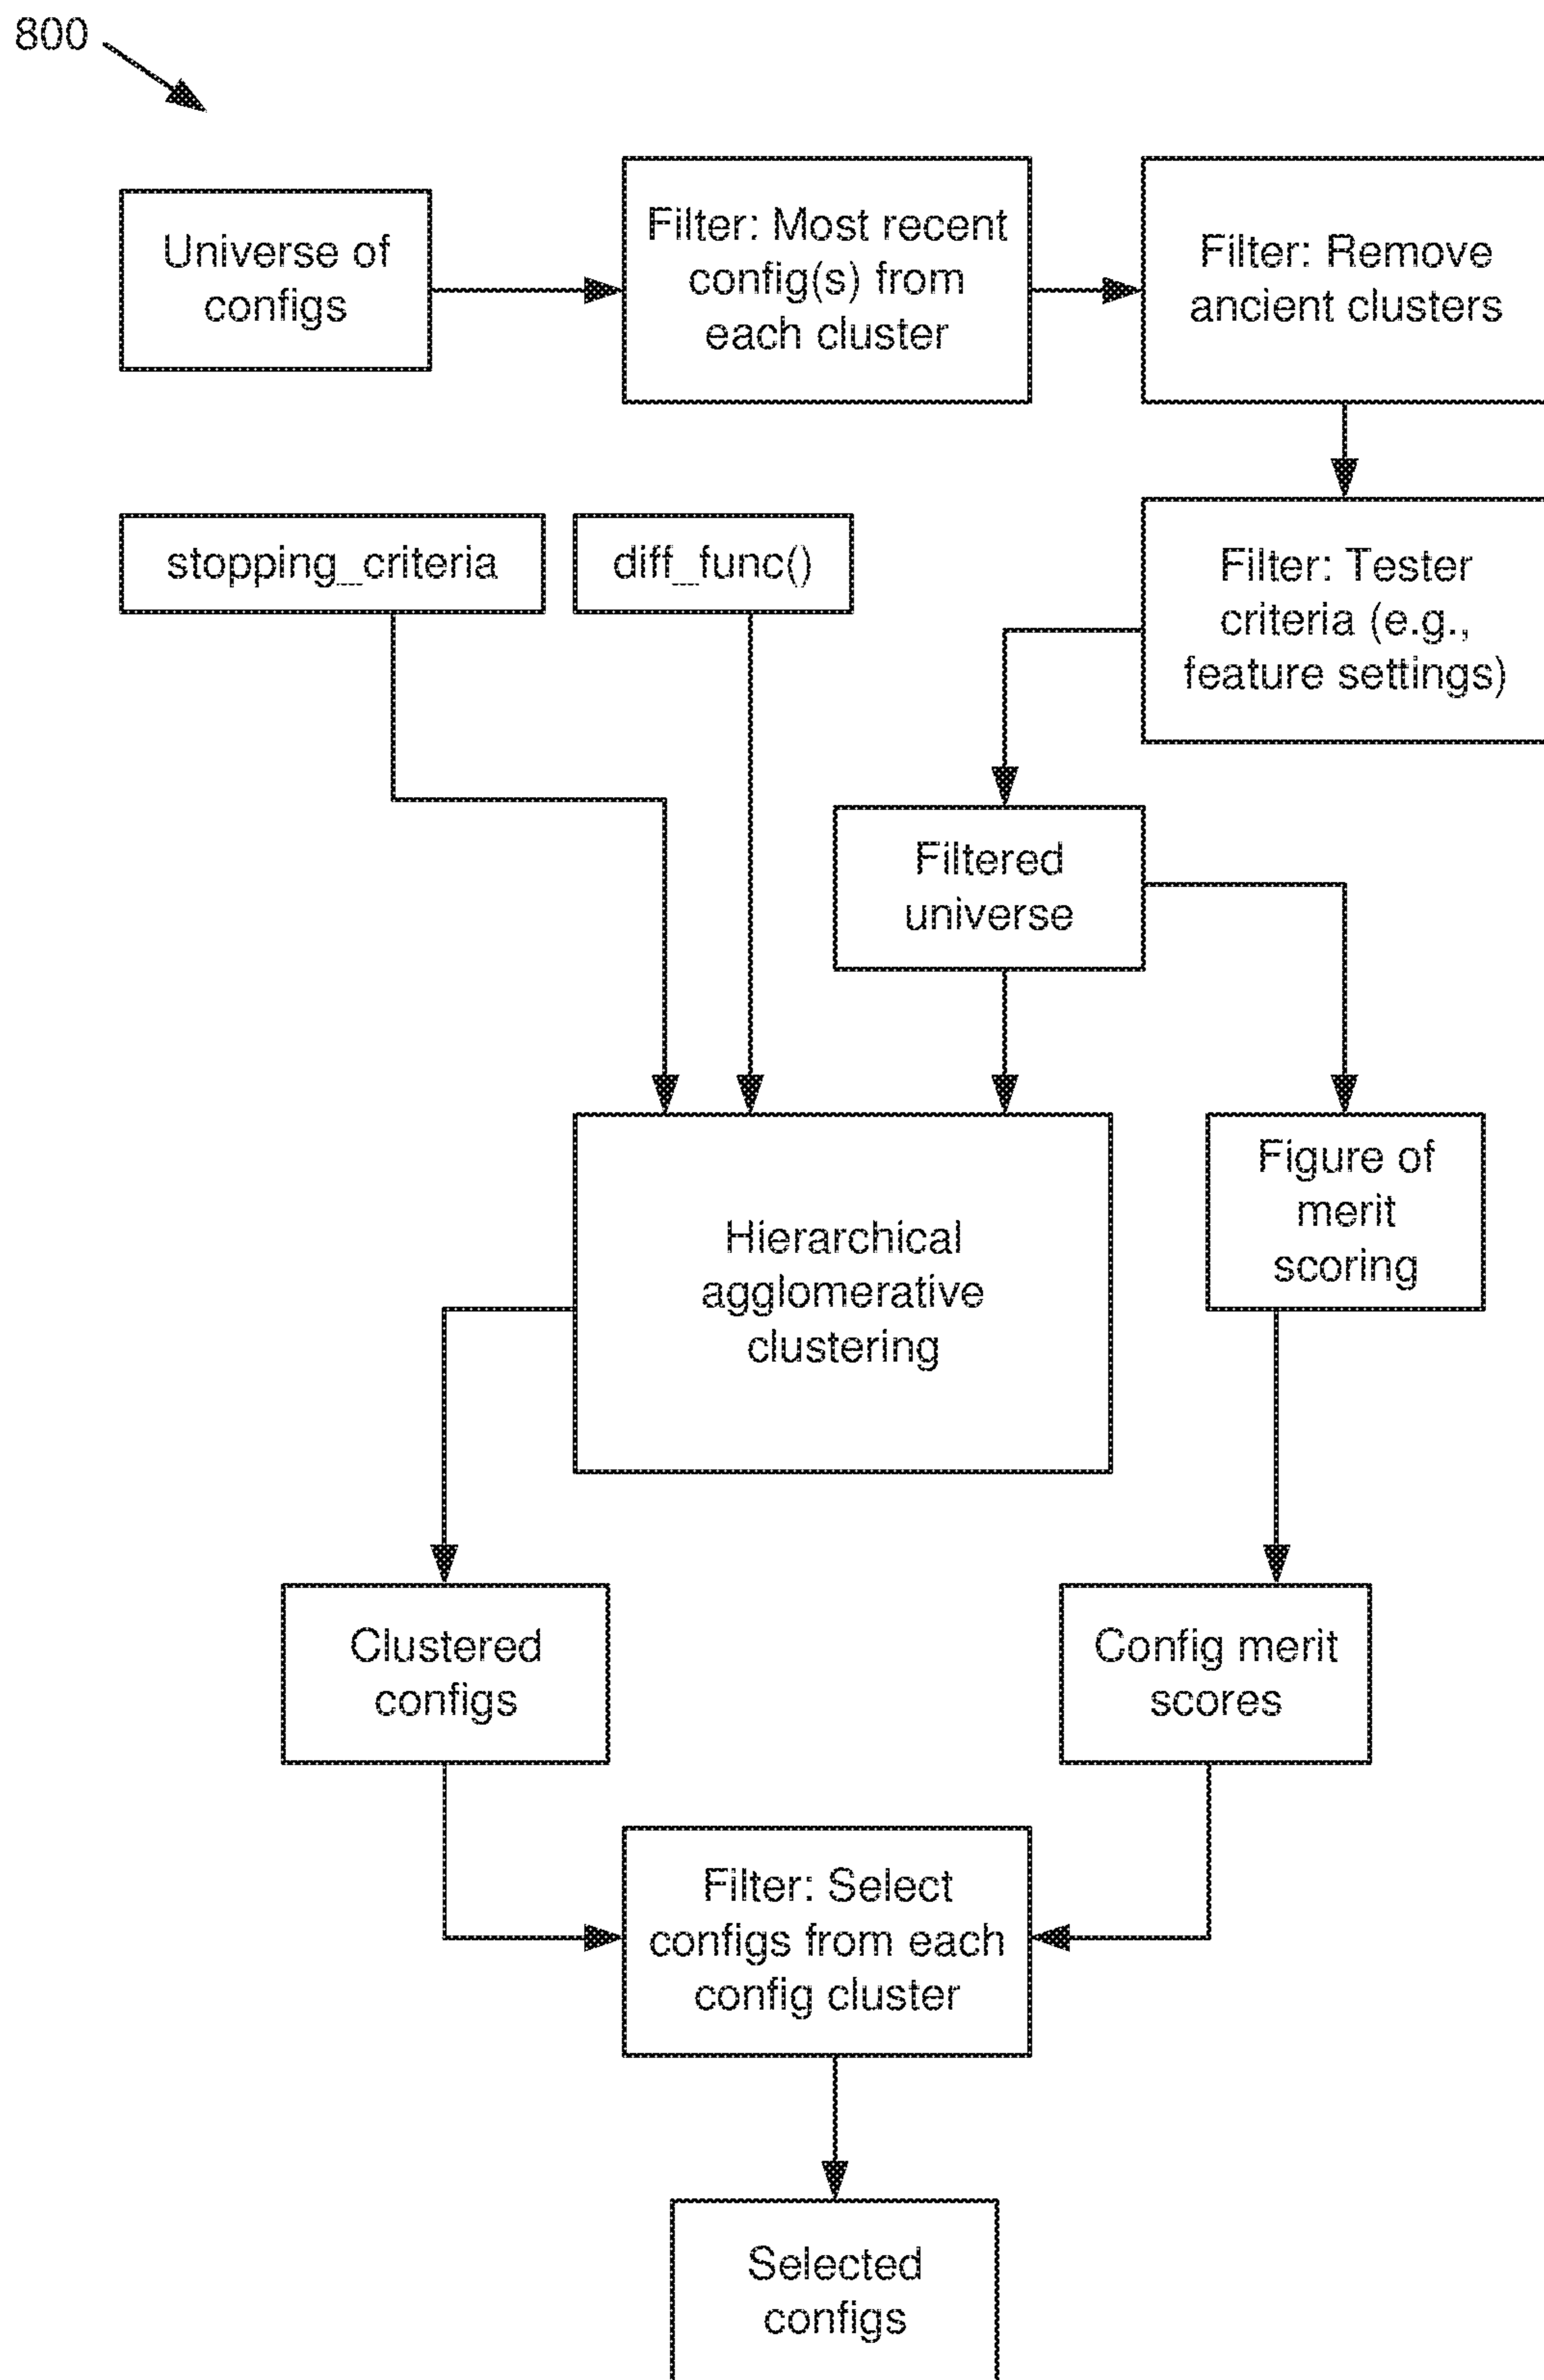 800
Universe of
configs
Filter: Most recent
config(s) from
each cluster
Filter: Remove
ancient clusters
stopping_criteria
diff_func()
Filter: Tester
criteria (e.g.,
feature settings)
Filtered
universe
Hierarchical
agglomerative
clustering
Figure of
merit
scoring
Clustered
configs
Config merit
scores
Filter: Select
configs from each
config cluster
Selected
configs